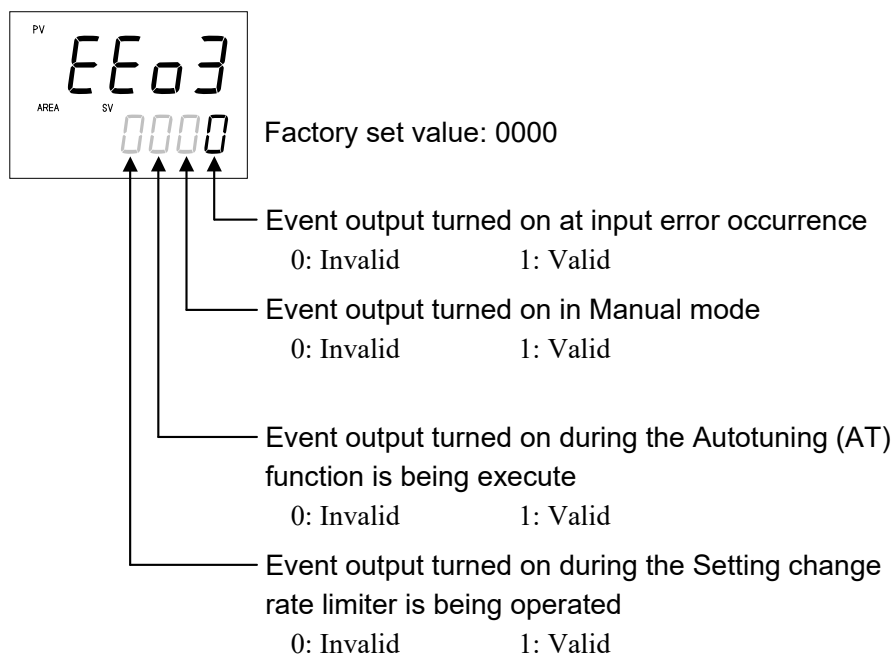 PV
EEo3
AREA SV
0000
Factory set value: 0000
Event output turned on at input error occurrence
0: Invalid 1: Valid
Event output turned on in Manual mode
0: Invalid 1: Valid
Event output turned on during the Autotuning (AT)
function is being execute
0: Invalid 1: Valid
Event output turned on during the Setting change
rate limiter is being operated
0: Invalid 1: Valid